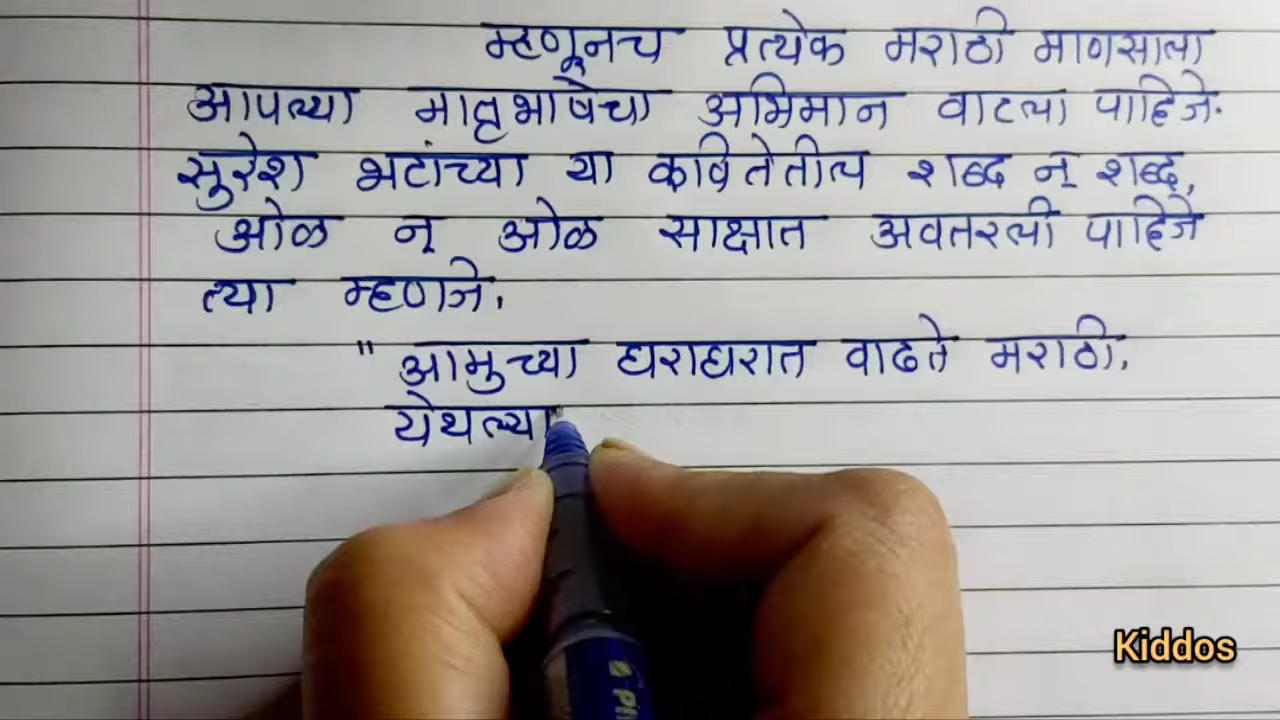 म्हणूनच प्रत्येक मराठी माणसाला
आपल्या मातृभाषेचा अभिमान वाटला पाहिजे.
सुरेश भटांच्या या कवितेतील शब्द न् शब्द,
ओळ न् ओळ साक्षात अवतरली पाहिजे
त्या म्हणजे,
" आमुच्या घराघरात वाढते मराठी,
येथल्या
Kiddos